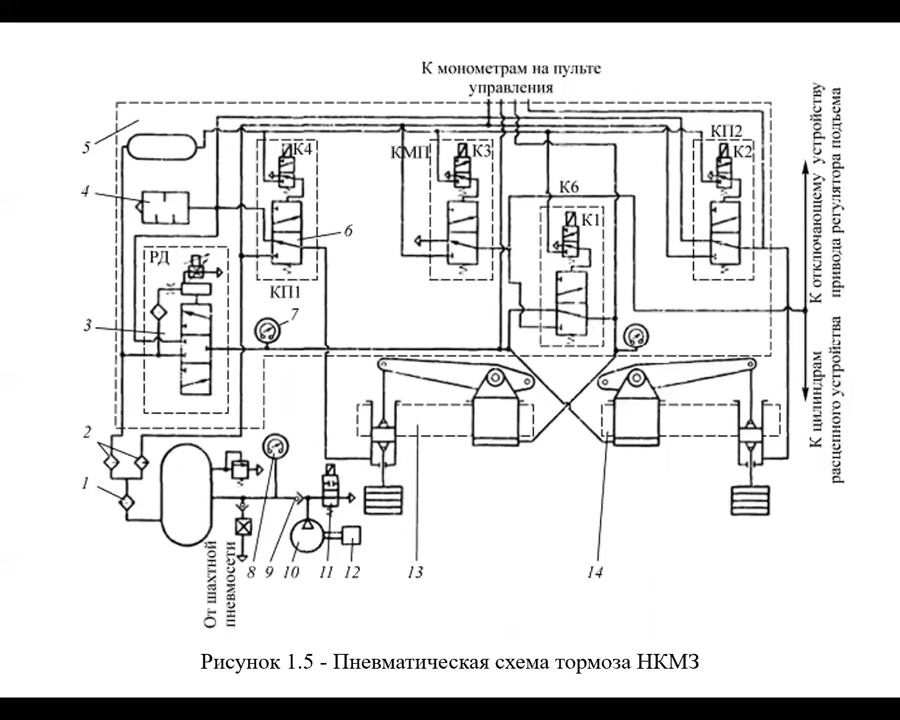 К монометрам на пульте
управления
5
4
К4
КМП
К3
КП2
К2
К6
К1
6
РД
КП1
7
3
2
1
От шахтной
пневмосети
8
9
10
11
12
13
14
К отключающему устройству
привода регулятора подъема
К цилиндрам
расцепного устройства
Рисунок 1.5 - Пневматическая схема тормоза НКМЗ